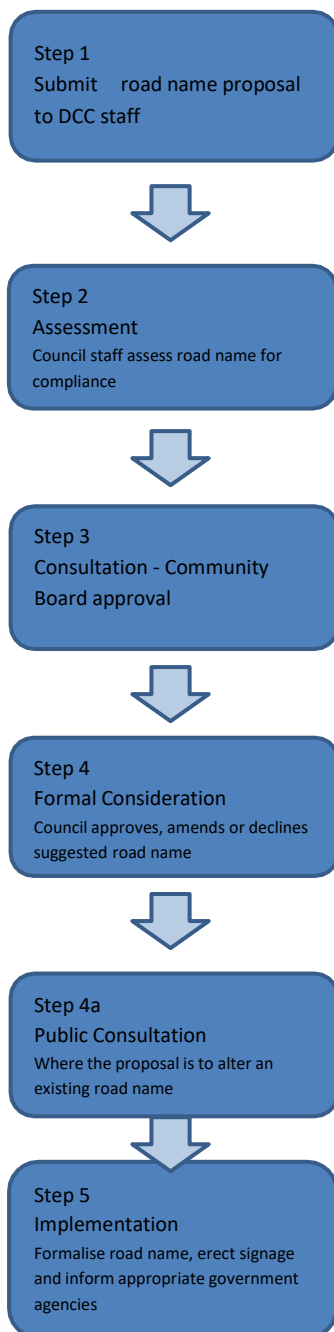 Step 1
Submit road name proposal
to DCC staff
Step 2
Assessment
Council staff assess road name for
compliance
Step 3
Consultation - Community
Board approval
Step 4
Formal Consideration
Council approves, amends or declines
suggested road name
Step 4a
Public Consultation
Where the proposal is to alter an
existing road name
Step 5
Implementation
Formalise road name, erect signage
and inform appropriate government
agencies